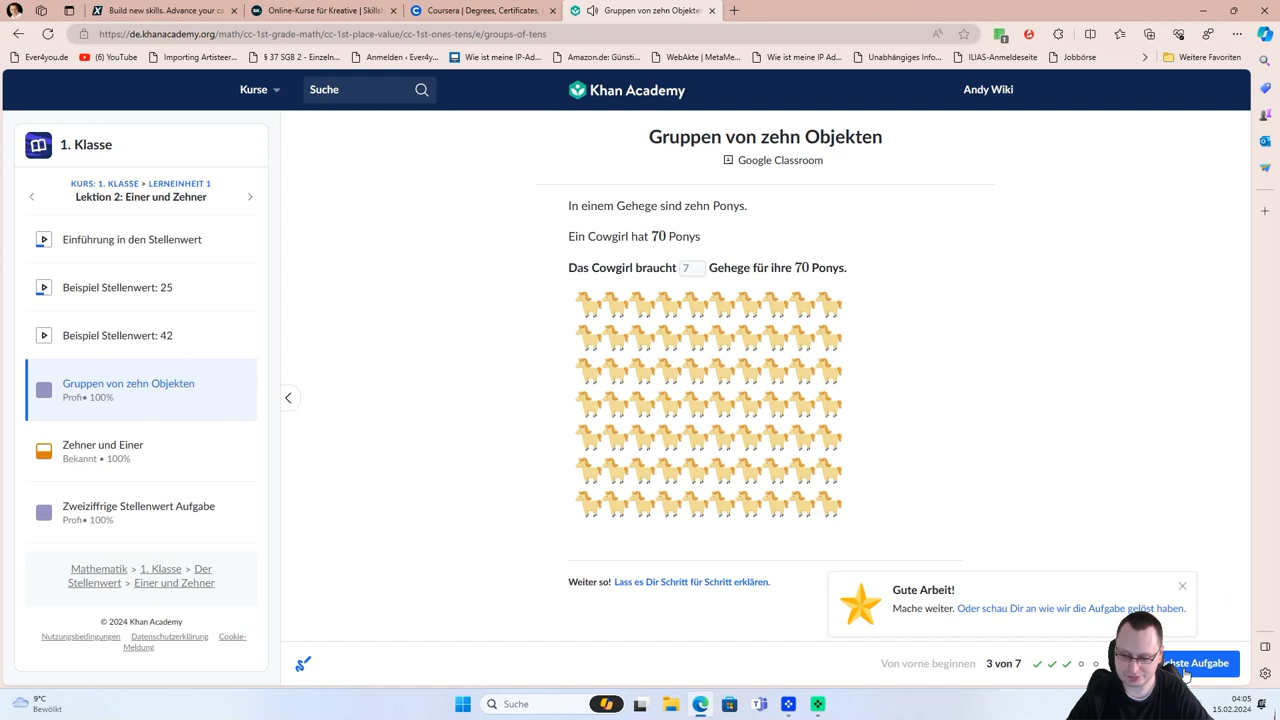 Build new skills. Advance your ca
Online-Kurse für Kreative | Skills
Coursera | Degrees, Certificates,
Gruppen von zehn Objekten
https://de.khanacademy.org/math/cc-1st-grade-math/cc-1st-place-value/cc-1st-ones-tens/e/groups-of-tens
Ever4you.de
(6) YouTube
Importing Artisteer...
§ 37 SGB 2 - Einzeln...
Anmelden ‹ Ever4y...
Wie ist meine IP-Ad...
Amazon.de: Günsti...
WebAkte | MetaMe...
Wie ist meine IP Ad...
Unabhängiges Infor...
ILIAS-Anmeldeseite
Jobbörse
Weitere Favoriten
Kurse
Suche
Khan Academy
Andy Wiki
1. Klasse
KURS: 1. KLASSE > LERNEINHEIT 1
Lektion 2: Einer und Zehner
Einführung in den Stellenwert
Beispiel Stellenwert: 25
Beispiel Stellenwert: 42
Gruppen von zehn Objekten
Profi • 100%
Zehner und Einer
Bekannt • 100%
Zweiziffrige Stellenwert Aufgabe
Profi • 100%
Mathematik > 1. Klasse > Der
Stellenwert > Einer und Zehner
© 2024 Khan Academy
Nutzungsbedingungen Datenschutzerklärung Cookie-
Meldung
Gruppen von zehn Objekten
Google Classroom
In einem Gehege sind zehn Ponys.
Ein Cowgirl hat 70 Ponys
Das Cowgirl braucht 7 Gehege für ihre 70 Ponys.
Weiter so! Lass es Dir Schritt für Schritt erklären.
Gute Arbeit!
Mache weiter. Oder schau Dir an wie wir die Aufgabe gelöst haben.
Von vorne beginnen
3 von 7
Aufgabe
9°C
Bewölkt
Suche
04:05
15.02.2024